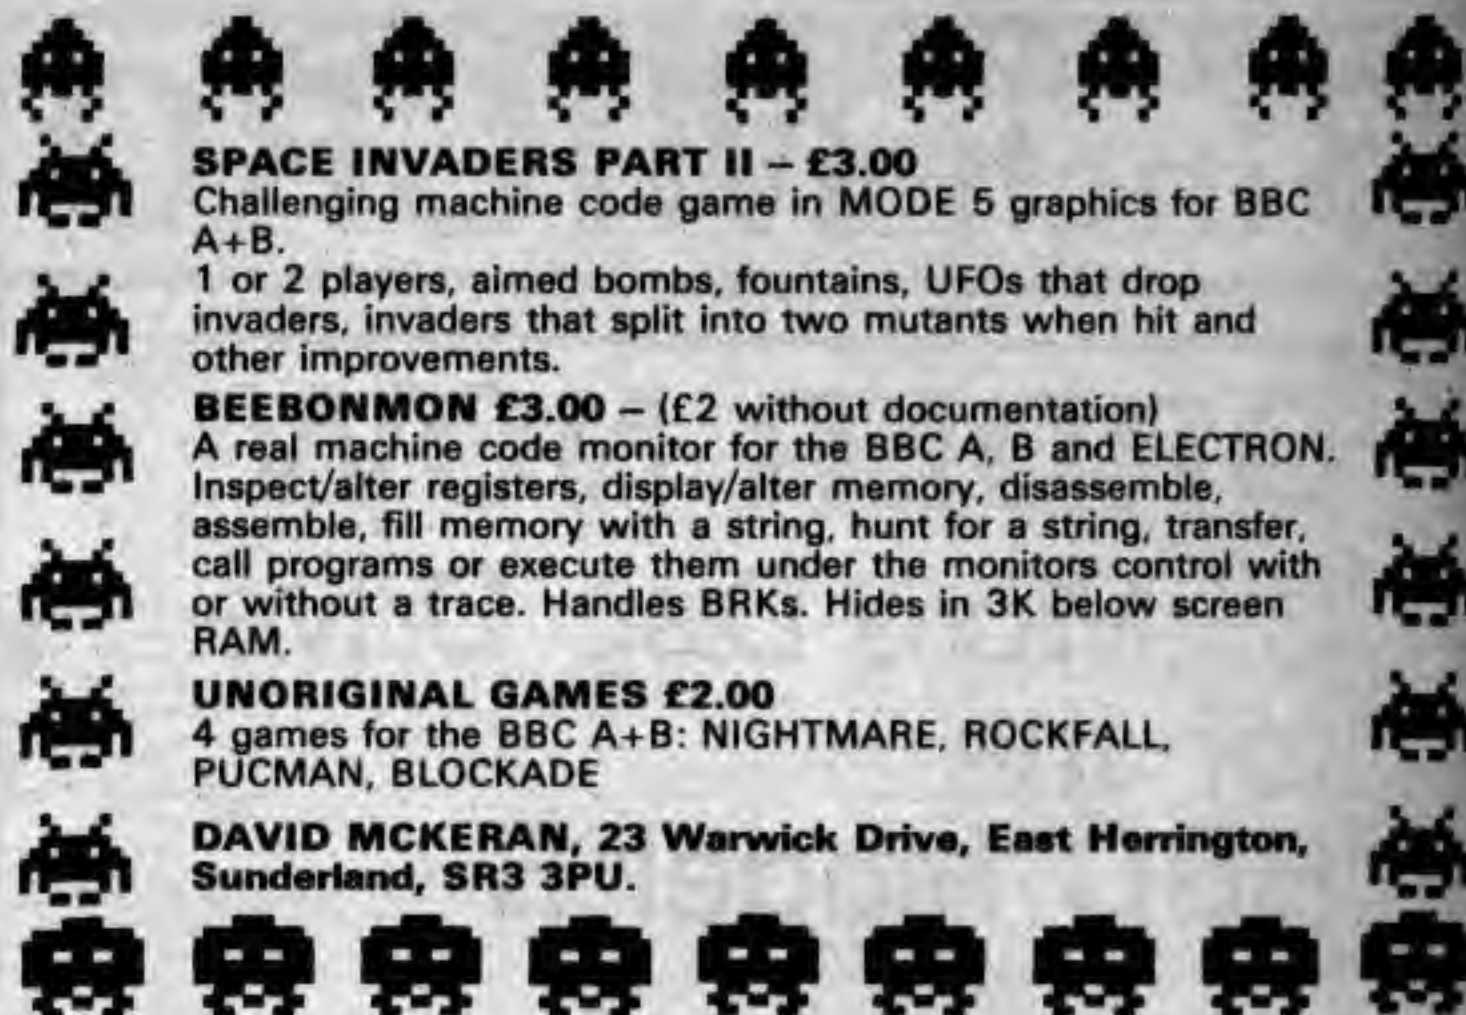 SPACE INVADERS PART II – £3.00
Challenging machine code game in MODE 5 graphics for BBC
A+B.
1 or 2 players, aimed bombs, fountains, UFOs that drop
invaders, invaders that split into two mutants when hit and
other improvements.
BEEBONMON £3.00 – (£2 without documentation)
A real machine code monitor for the BBC A, B and ELECTRON.
Inspect/alter registers, display/alter memory, disassemble,
assemble, fill memory with a string, hunt for a string, transfer,
call programs or execute them under the monitors control with
or without a trace. Handles BRKs. Hides in 3K below screen
RAM.
UNORIGINAL GAMES £2.00
4 games for the BBC A+B: NIGHTMARE, ROCKFALL,
PUCMAN, BLOCKADE
DAVID MCKERAN, 23 Warwick Drive, East Herrington,
Sunderland, SR3 3PU.